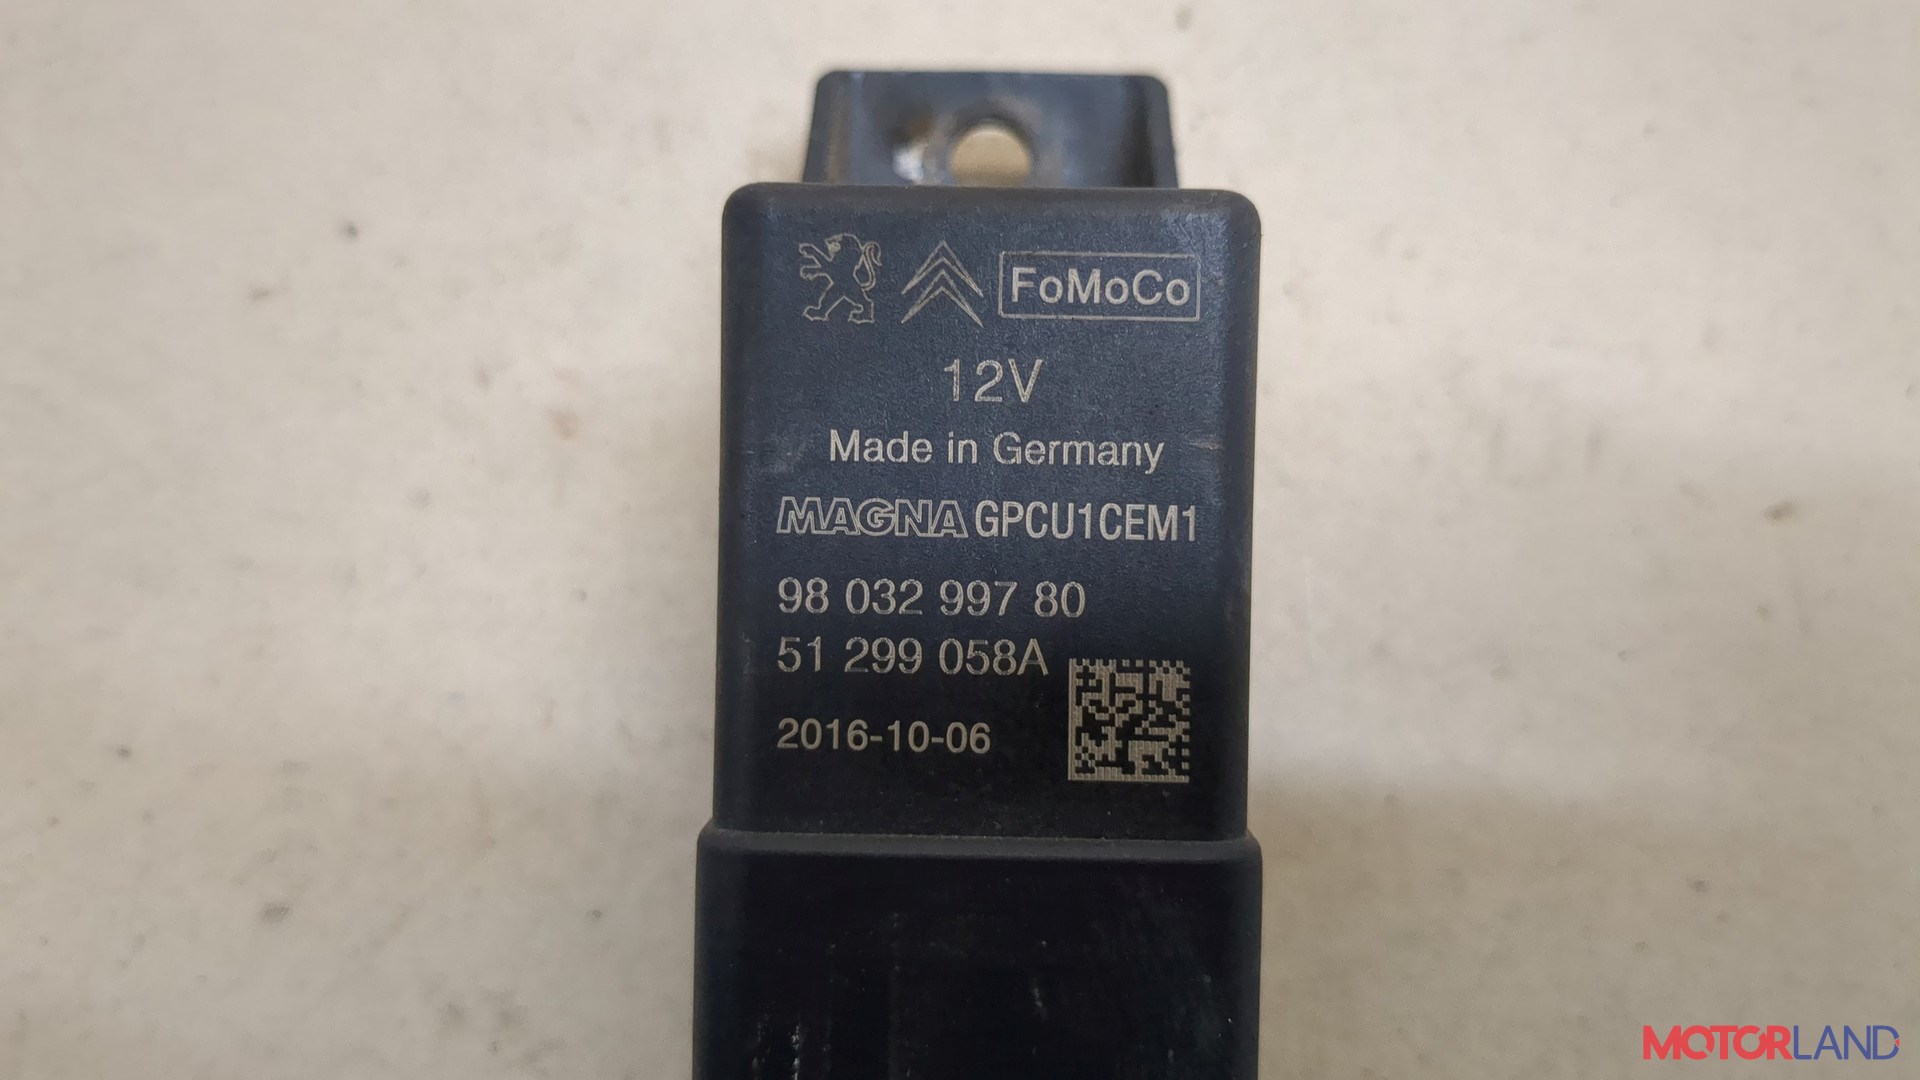 FoMoCo
12V
Made in Germany
MAGNA GPCU1CEM1
98 032 997 80
51 299 058A
2016-10-06
MOTORLAND